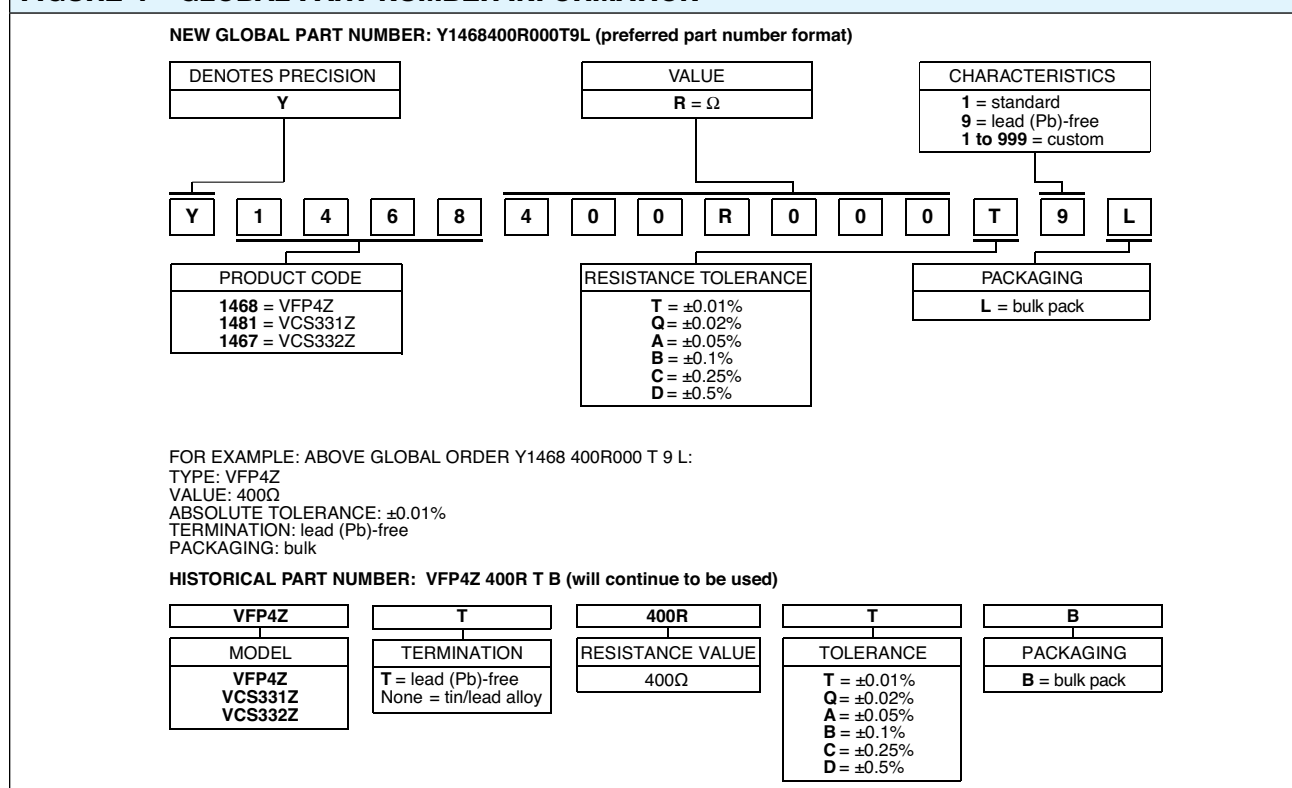 FIGURE 4 - GLOBAL PART NUMBER INFORMATION
NEW GLOBAL PART NUMBER: Y1468400R000T9L (preferred part number format)
DENOTES PRECISION
Y
VALUE
R = Ω
CHARACTERISTICS
1 = standard
9 = lead (Pb)-free
1 to 999 = custom
Y 1 4 6 8 4 0 0 R 0 0 0 T 9 L
PRODUCT CODE
1468 = VFP4Z
1481 = VCS331Z
1467 = VCS332Z
RESISTANCE TOLERANCE
T = ±0.01%
Q = ±0.02%
A = ±0.05%
B = ±0.1%
C = ±0.25%
D = ±0.5%
PACKAGING
L = bulk pack
FOR EXAMPLE: ABOVE GLOBAL ORDER Y1468 400R000 T 9 L:
TYPE: VFP4Z
VALUE: 400Ω
ABSOLUTE TOLERANCE: ±0.01%
TERMINATION: lead (Pb)-free
PACKAGING: bulk
HISTORICAL PART NUMBER: VFP4Z 400R T B (will continue to be used)
VFP4Z
MODEL
VFP4Z
VCS331Z
VCS332Z
T
TERMINATION
T = lead (Pb)-free
None = tin/lead alloy
400R
RESISTANCE VALUE
400Ω
T
TOLERANCE
T = ±0.01%
Q = ±0.02%
A = ±0.05%
B = ±0.1%
C = ±0.25%
D = ±0.5%
B
PACKAGING
B = bulk pack